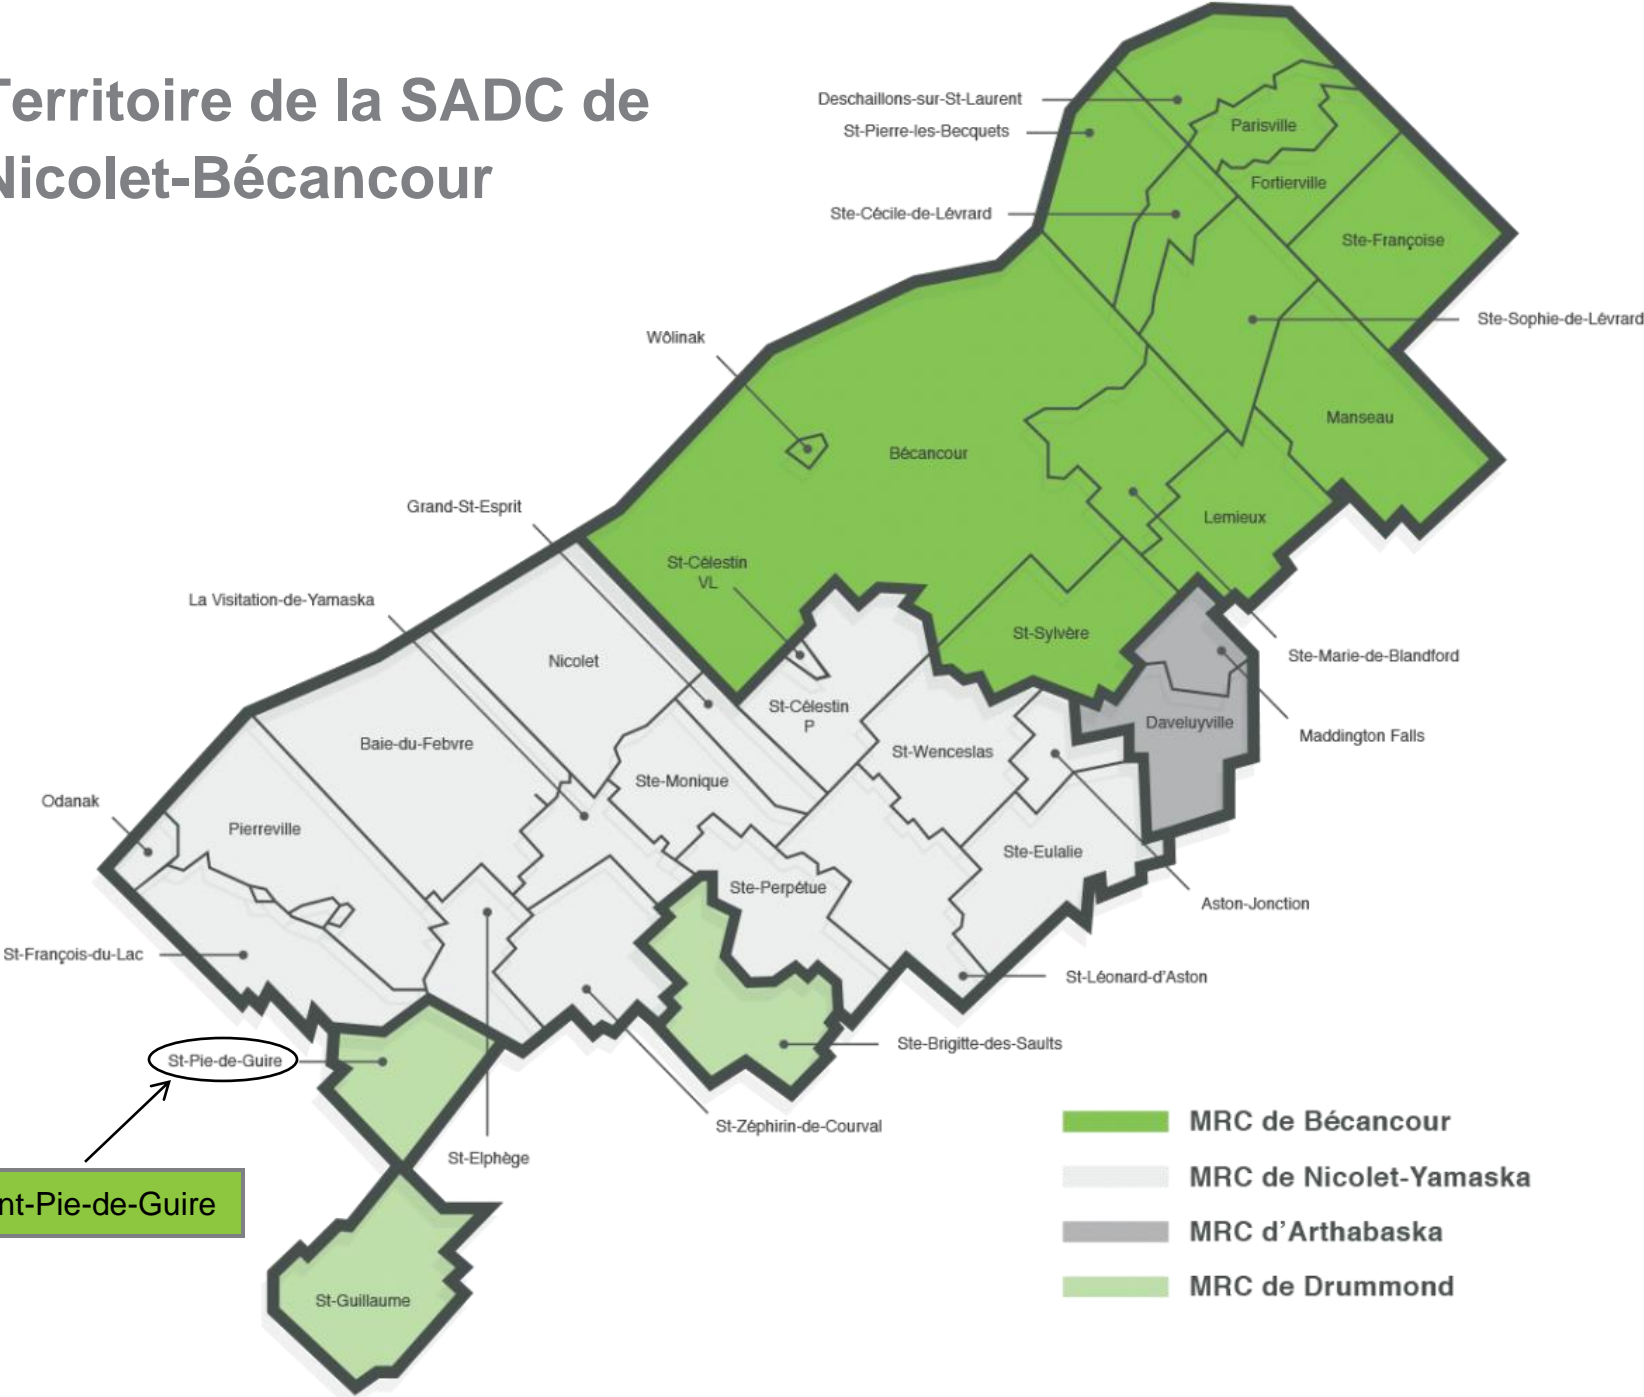 Territoire de la SADC de
Nicolet-Bécancour
Deschaillons-sur-St-Laurent
Parisville
St-Pierre-les-Becquets
Fortierville
Ste-Cécile-de-Lévrard
Ste-Françoise
Ste-Sophie-de-Lévrard
Wôlinak
Manseau
Bécancour
Grand-St-Esprit
Lemieux
St-Célestin
VL
La Visitation-de-Yamaska
St-Sylvère
Ste-Marie-de-Blandford
Nicolet
St-Célestin
P
Daveluyville
Maddington Falls
Baie-du-Febvre
St-Wenceslas
Ste-Monique
Odanak
Pierreville
Ste-Eulalie
Ste-Perpétue
Aston-Jonction
St-François-du-Lac
St-Léonard-d'Aston
Ste-Brigitte-des-Saults
St-Pie-de-Guire
St-Zéphirin-de-Courval
St-Elphège
nt-Pie-de-Guire
St-Guillaume
MRC de Bécancour
MRC de Nicolet-Yamaska
MRC d'Arthabaska
MRC de Drummond